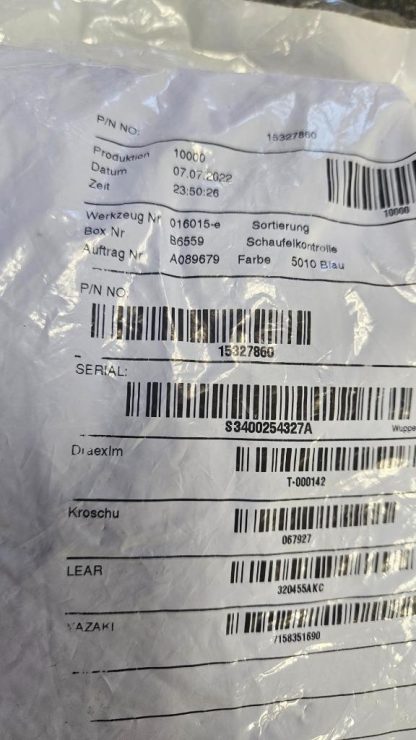 P/N NO: 15327860
Produktion 10000
Datum 07.07.2022
Zeit 23:50:26
10000
Werkzeug Nr 016015-e Sortierung
Box Nr B6559 Schaufelkontrolle
Auftrag Nr A089679 Farbe 5010 Blau
P/N NO:
15327860
SERIAL:
S3400254327A
Wuppe
Draexlm
T-000142
Kroschu
067927
LEAR
320455AKC
YAZAKI
7158351690